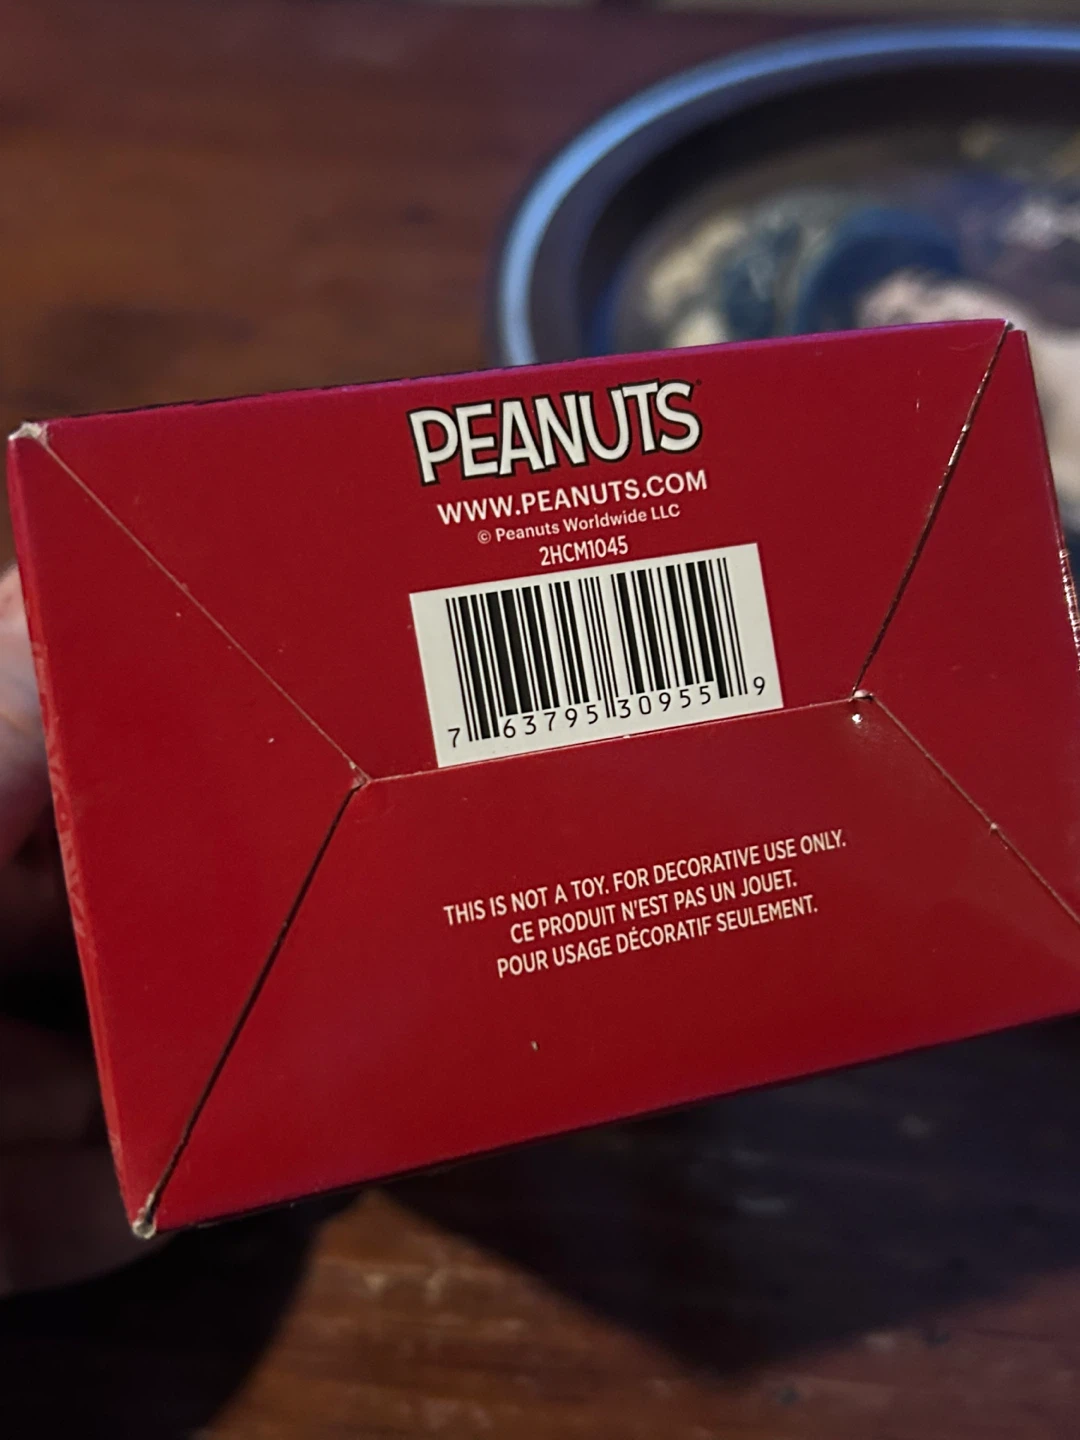 PEANUTS
WWW.PEANUTS.COM
© Peanuts Worldwide LLC
2HCM1045
7 63795 30955 9
THIS IS NOT A TOY. FOR DECORATIVE USE ONLY.
CE PRODUIT N'EST PAS UN JOUET.
POUR USAGE DÉCORATIF SEULEMENT.